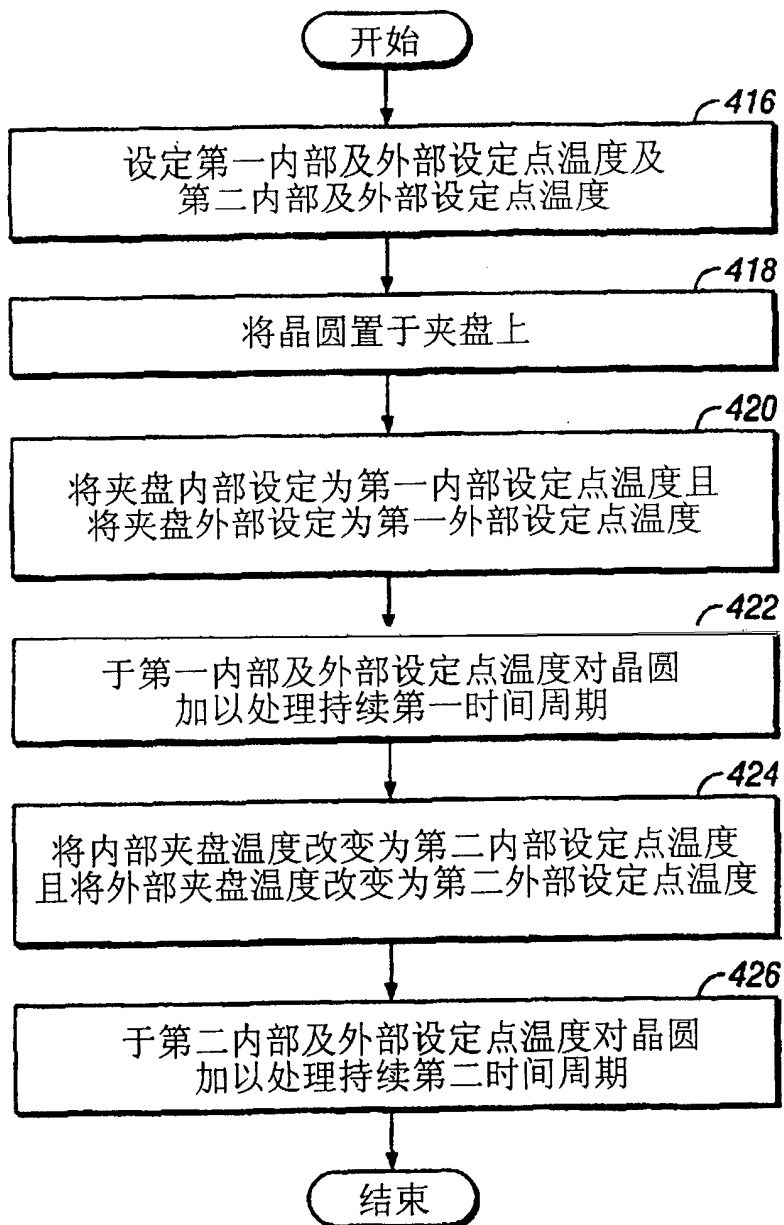 开始
416
设定第一内部及外部设定点温度及
第二内部及外部设定点温度
418
将晶圆置于夹盘上
420
将夹盘内部设定为第一内部设定点温度且
将夹盘外部设定为第一外部设定点温度
422
于第一内部及外部设定点温度对晶圆
加以处理持续第一时间周期
424
将内部夹盘温度改变为第二内部设定点温度
且将外部夹盘温度改变为第二外部设定点温度
426
于第二内部及外部设定点温度对晶圆
加以处理持续第二时间周期
结束